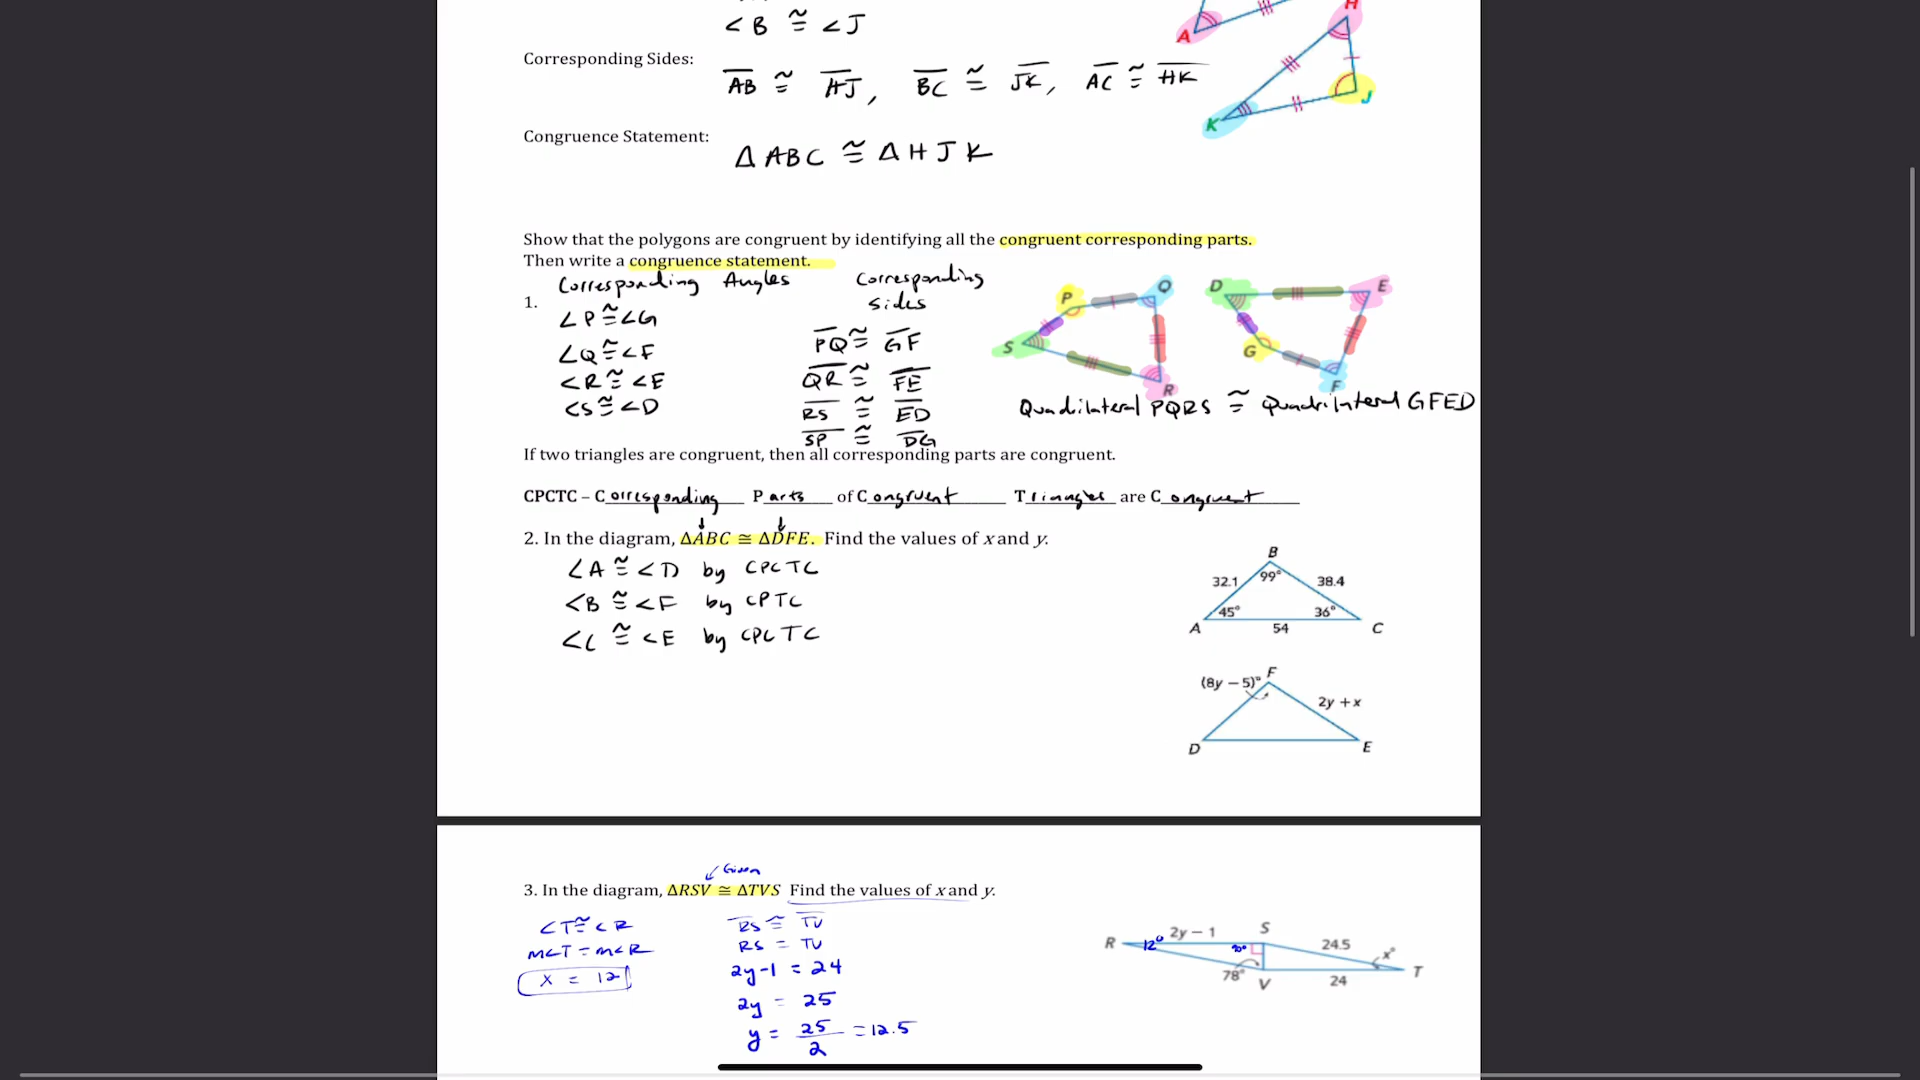 ∠B ≅ ∠J
A
H
Corresponding Sides:
AB ≅ HJ, BC ≅ JK, AC ≅ HK
J
K
Congruence Statement:
Δ ABC ≅ Δ HJK
Show that the polygons are congruent by identifying all the congruent corresponding parts.
Then write a congruence statement.
Corresponding Angles
Corresponding sides
1.
∠P ≅ ∠G
∠Q ≅ ∠F
∠R ≅ ∠E
∠S ≅ ∠D
PQ ≅ GF
QR ≅ FE
RS ≅ ED
SP ≅ DG
P Q D E
S G
R F
Quadrilateral PQRS ≅ Quadrilateral GFED
If two triangles are congruent, then all corresponding parts are congruent.
CPCTC – Corresponding Parts of Congruent Triangles are Congruent
2. In the diagram, ΔABC ≅ ΔDFE. Find the values of x and y.
∠A ≅ ∠D by CPCTC
∠B ≅ ∠F by CPTC
∠C ≅ ∠E by CPCTC
B
32.1 99° 38.4
45° 36°
A 54 C
(8y – 5)° F
2y + x
D E
Given
3. In the diagram, ΔRSV ≅ ΔTVS Find the values of x and y.
∠T ≅ ∠R
m∠T = m∠R
x = 12
RS ≅ TV
RS = TV
2y-1 = 24
2y = 25
y = 25/2 = 12.5
R 12° 2y – 1 S
90° 24.5 x°
78° V 24 T